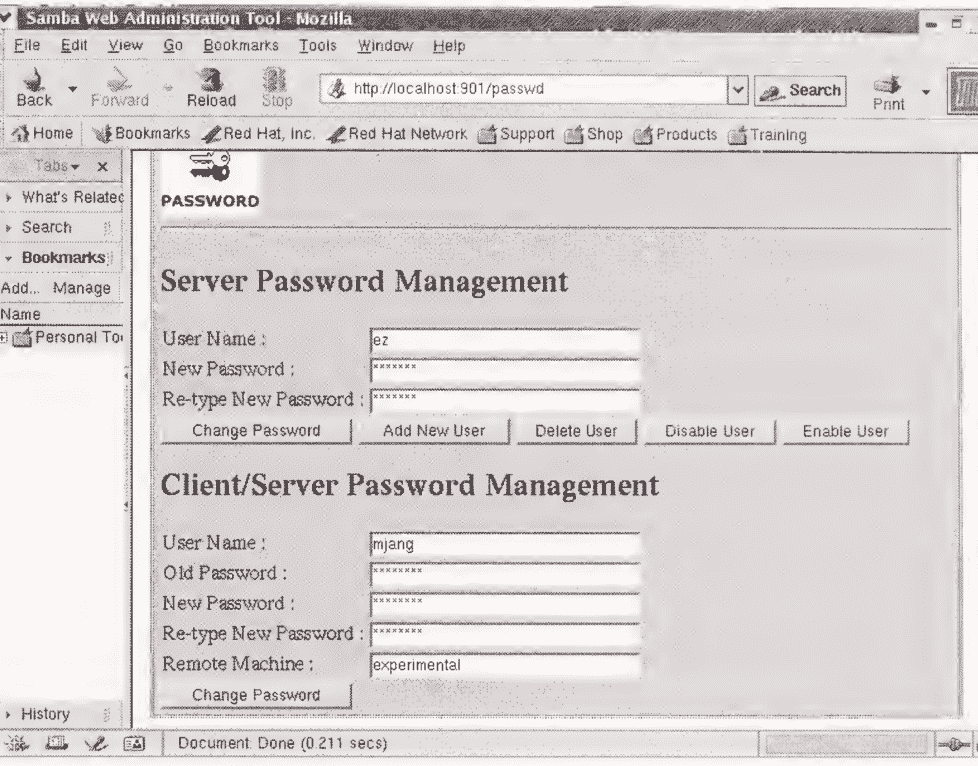 Samba Web Administration Tool - Mozilla
File Edit View Go Bookmarks Tools Window Help
Back Forward Reload Stop http://localhost:901/passwd Search Print
Home Bookmarks Red Hat, Inc. Red Hat Network Support Shop Products Training
Tabs
What's Related
Search
Bookmarks
Add... Manage
Name
Personal To
History
PASSWORD
Server Password Management
User Name : ez
New Password : *******
Re-type New Password : *******
Change Password Add New User Delete User Disable User Enable User
Client/Server Password Management
User Name : mjang
Old Password : ********
New Password : ********
Re-type New Password : ********
Remote Machine : experimental
Change Password
Document: Done (0.211 secs)